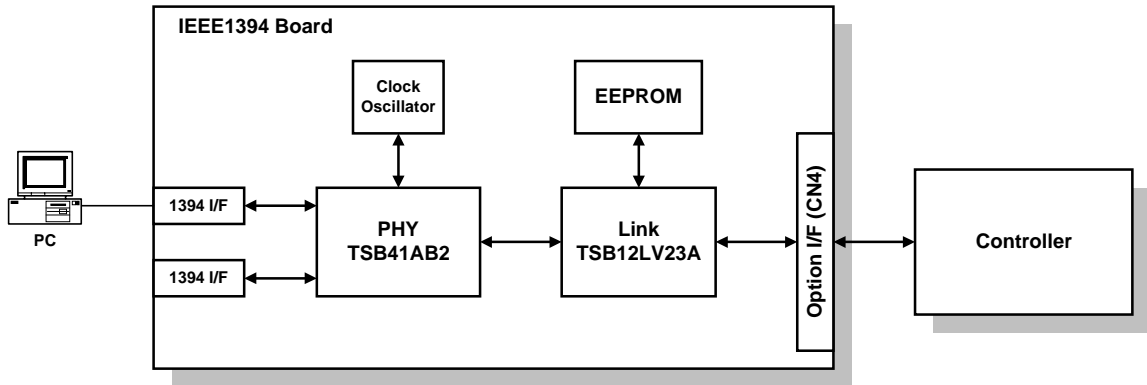 IEEE1394 Board
Clock
Oscillator
EEPROM
1394 I/F
PHY
TSB41AB2
Link
TSB12LV23A
Option I/F (CN4)
Controller
PC
1394 I/F